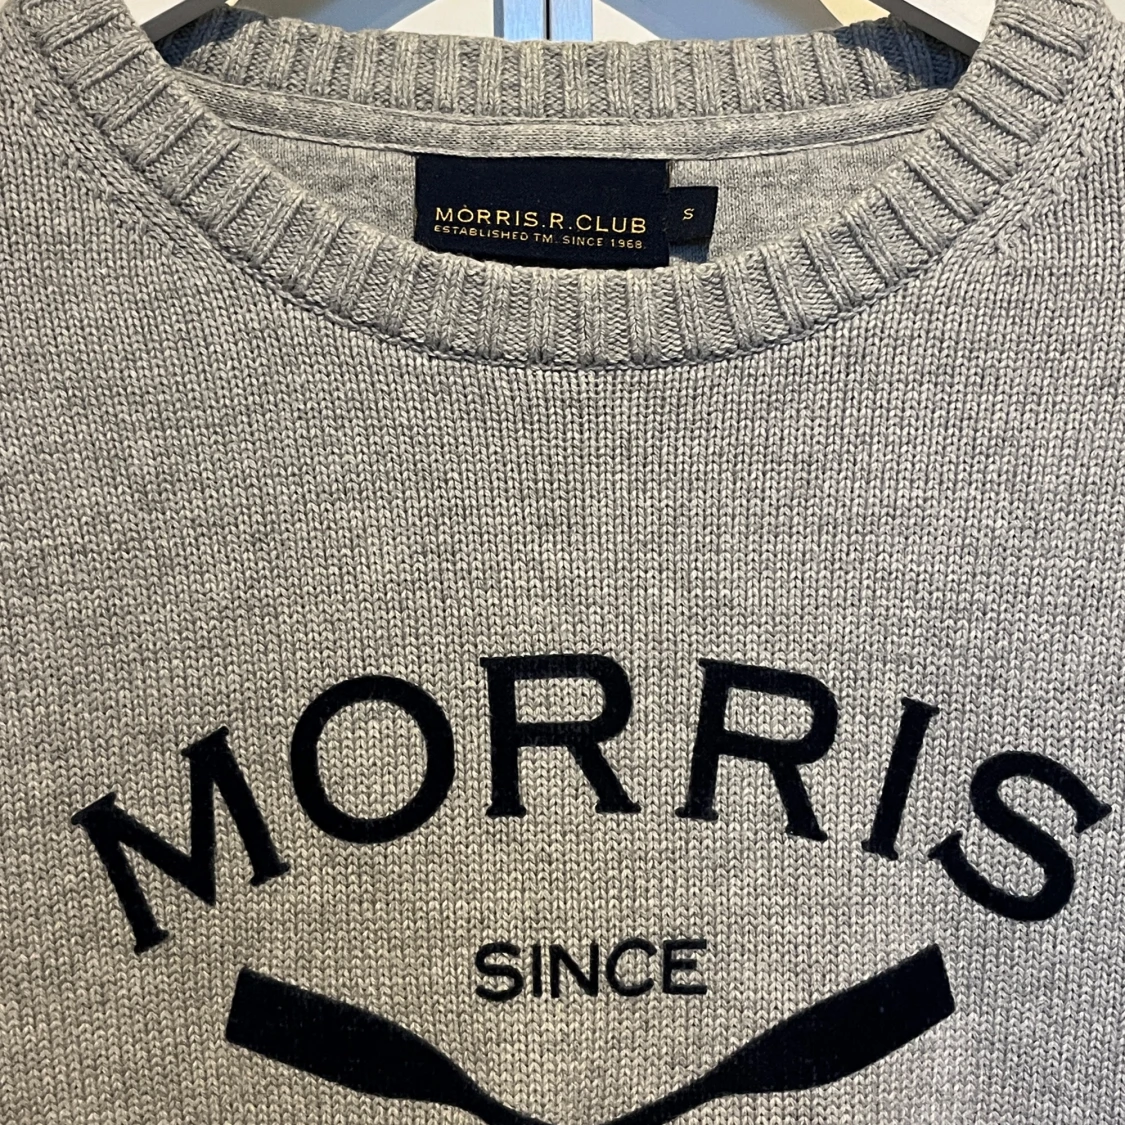 MORRIS.R.CLUB
ESTABLISHED TM. SINCE 1968.
S
MORRIS
SINCE